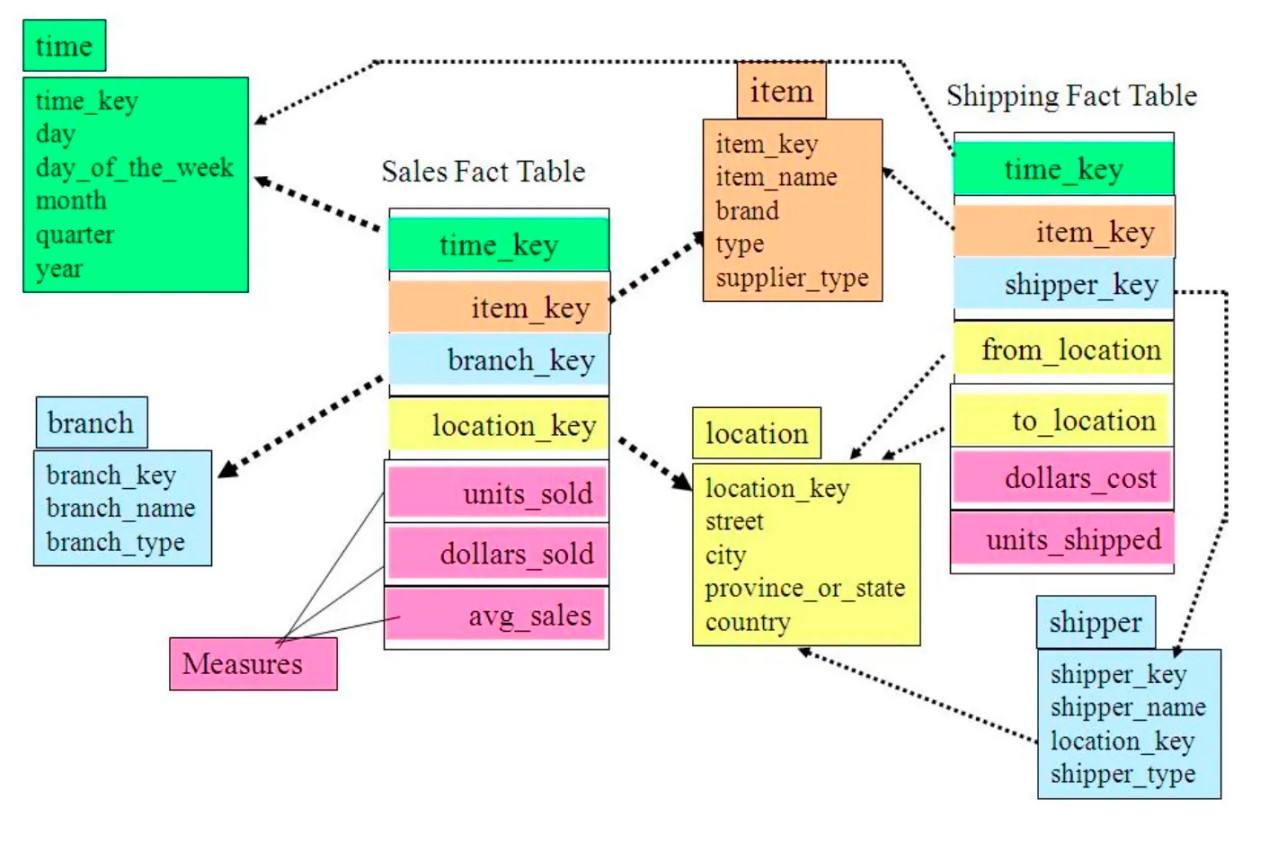 time
time_key
day
day_of_the_week
month
quarter
year
Sales Fact Table
time_key
item_key
branch_key
location_key
units_sold
dollars_sold
avg_sales
branch
branch_key
branch_name
branch_type
Measures
item
item_key
item_name
brand
type
supplier_type
location
location_key
street
city
province_or_state
country
Shipping Fact Table
time_key
item_key
shipper_key
from_location
to_location
dollars_cost
units_shipped
shipper
shipper_key
shipper_name
location_key
shipper_type